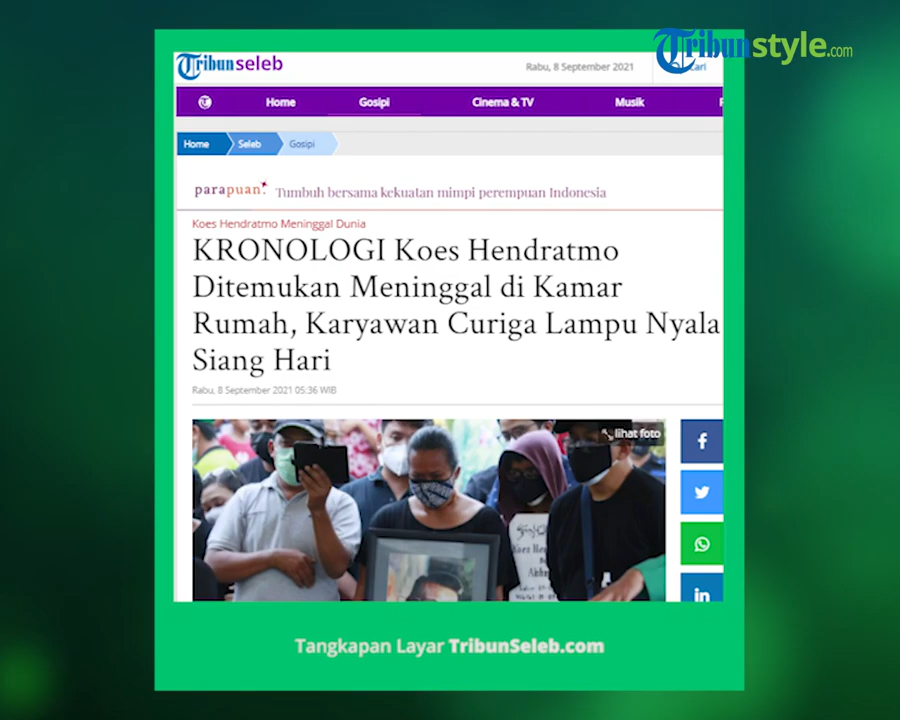 Tribunstyle.com
Tribunseleb
Rabu, 8 September 2021
Cari
Home
Gosipi
Cinema & TV
Musik
Home
Seleb
Gosipi
parapuan.
Tumbuh bersama kekuatan mimpi perempuan Indonesia
Koes Hendratmo Meninggal Dunia
KRONOLOGI Koes Hendratmo
Ditemukan Meninggal di Kamar
Rumah, Karyawan Curiga Lampu Nyala
Siang Hari
Rabu, 8 September 2021 05:36 WIB
lihat foto
Koes Hen
Tangkapan Layar TribunSeleb.com